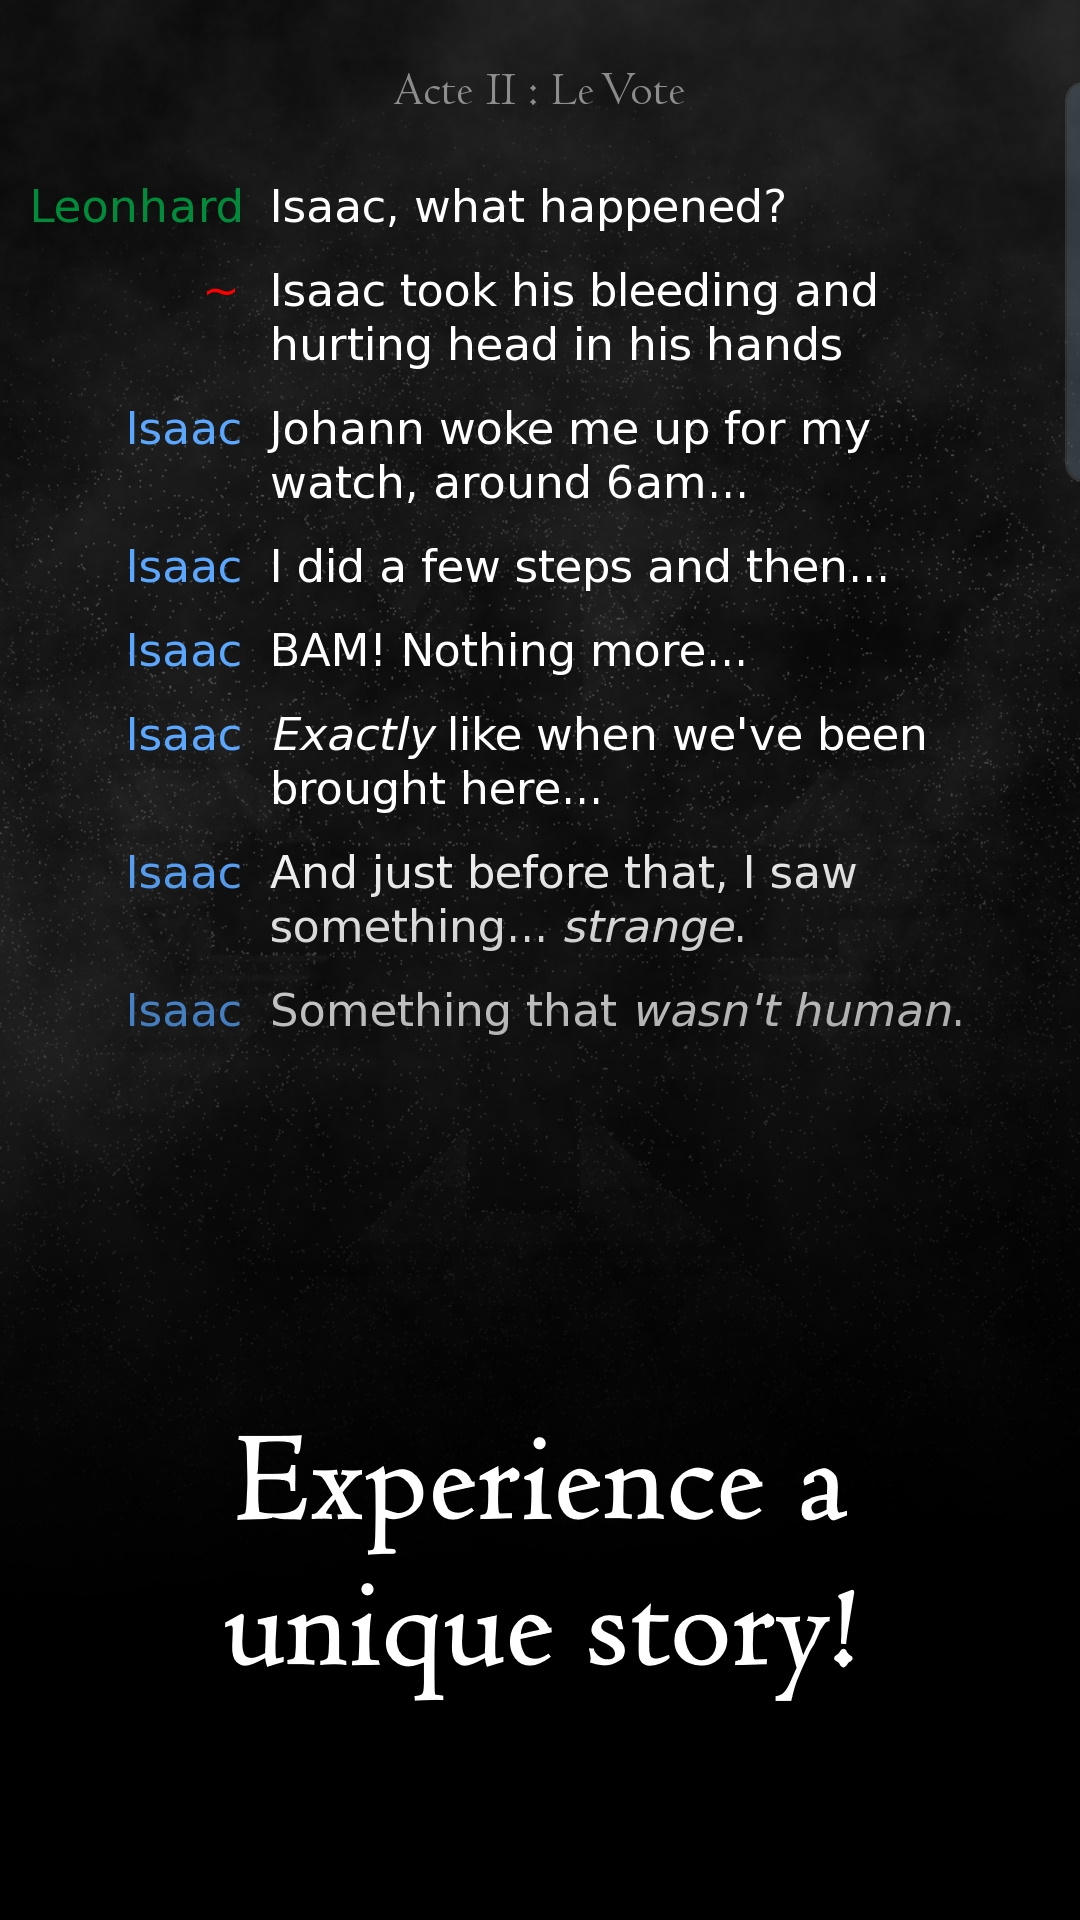 Acte II : Le Vote
Leonhard Isaac, what happened?
~ Isaac took his bleeding and
hurting head in his hands
Isaac Johann woke me up for my
watch, around 6am...
Isaac I did a few steps and then...
Isaac BAM! Nothing more...
Isaac Exactly like when we've been
brought here...
Isaac And just before that, I saw
something... strange.
Isaac Something that wasn't human.
Experience a
unique story!